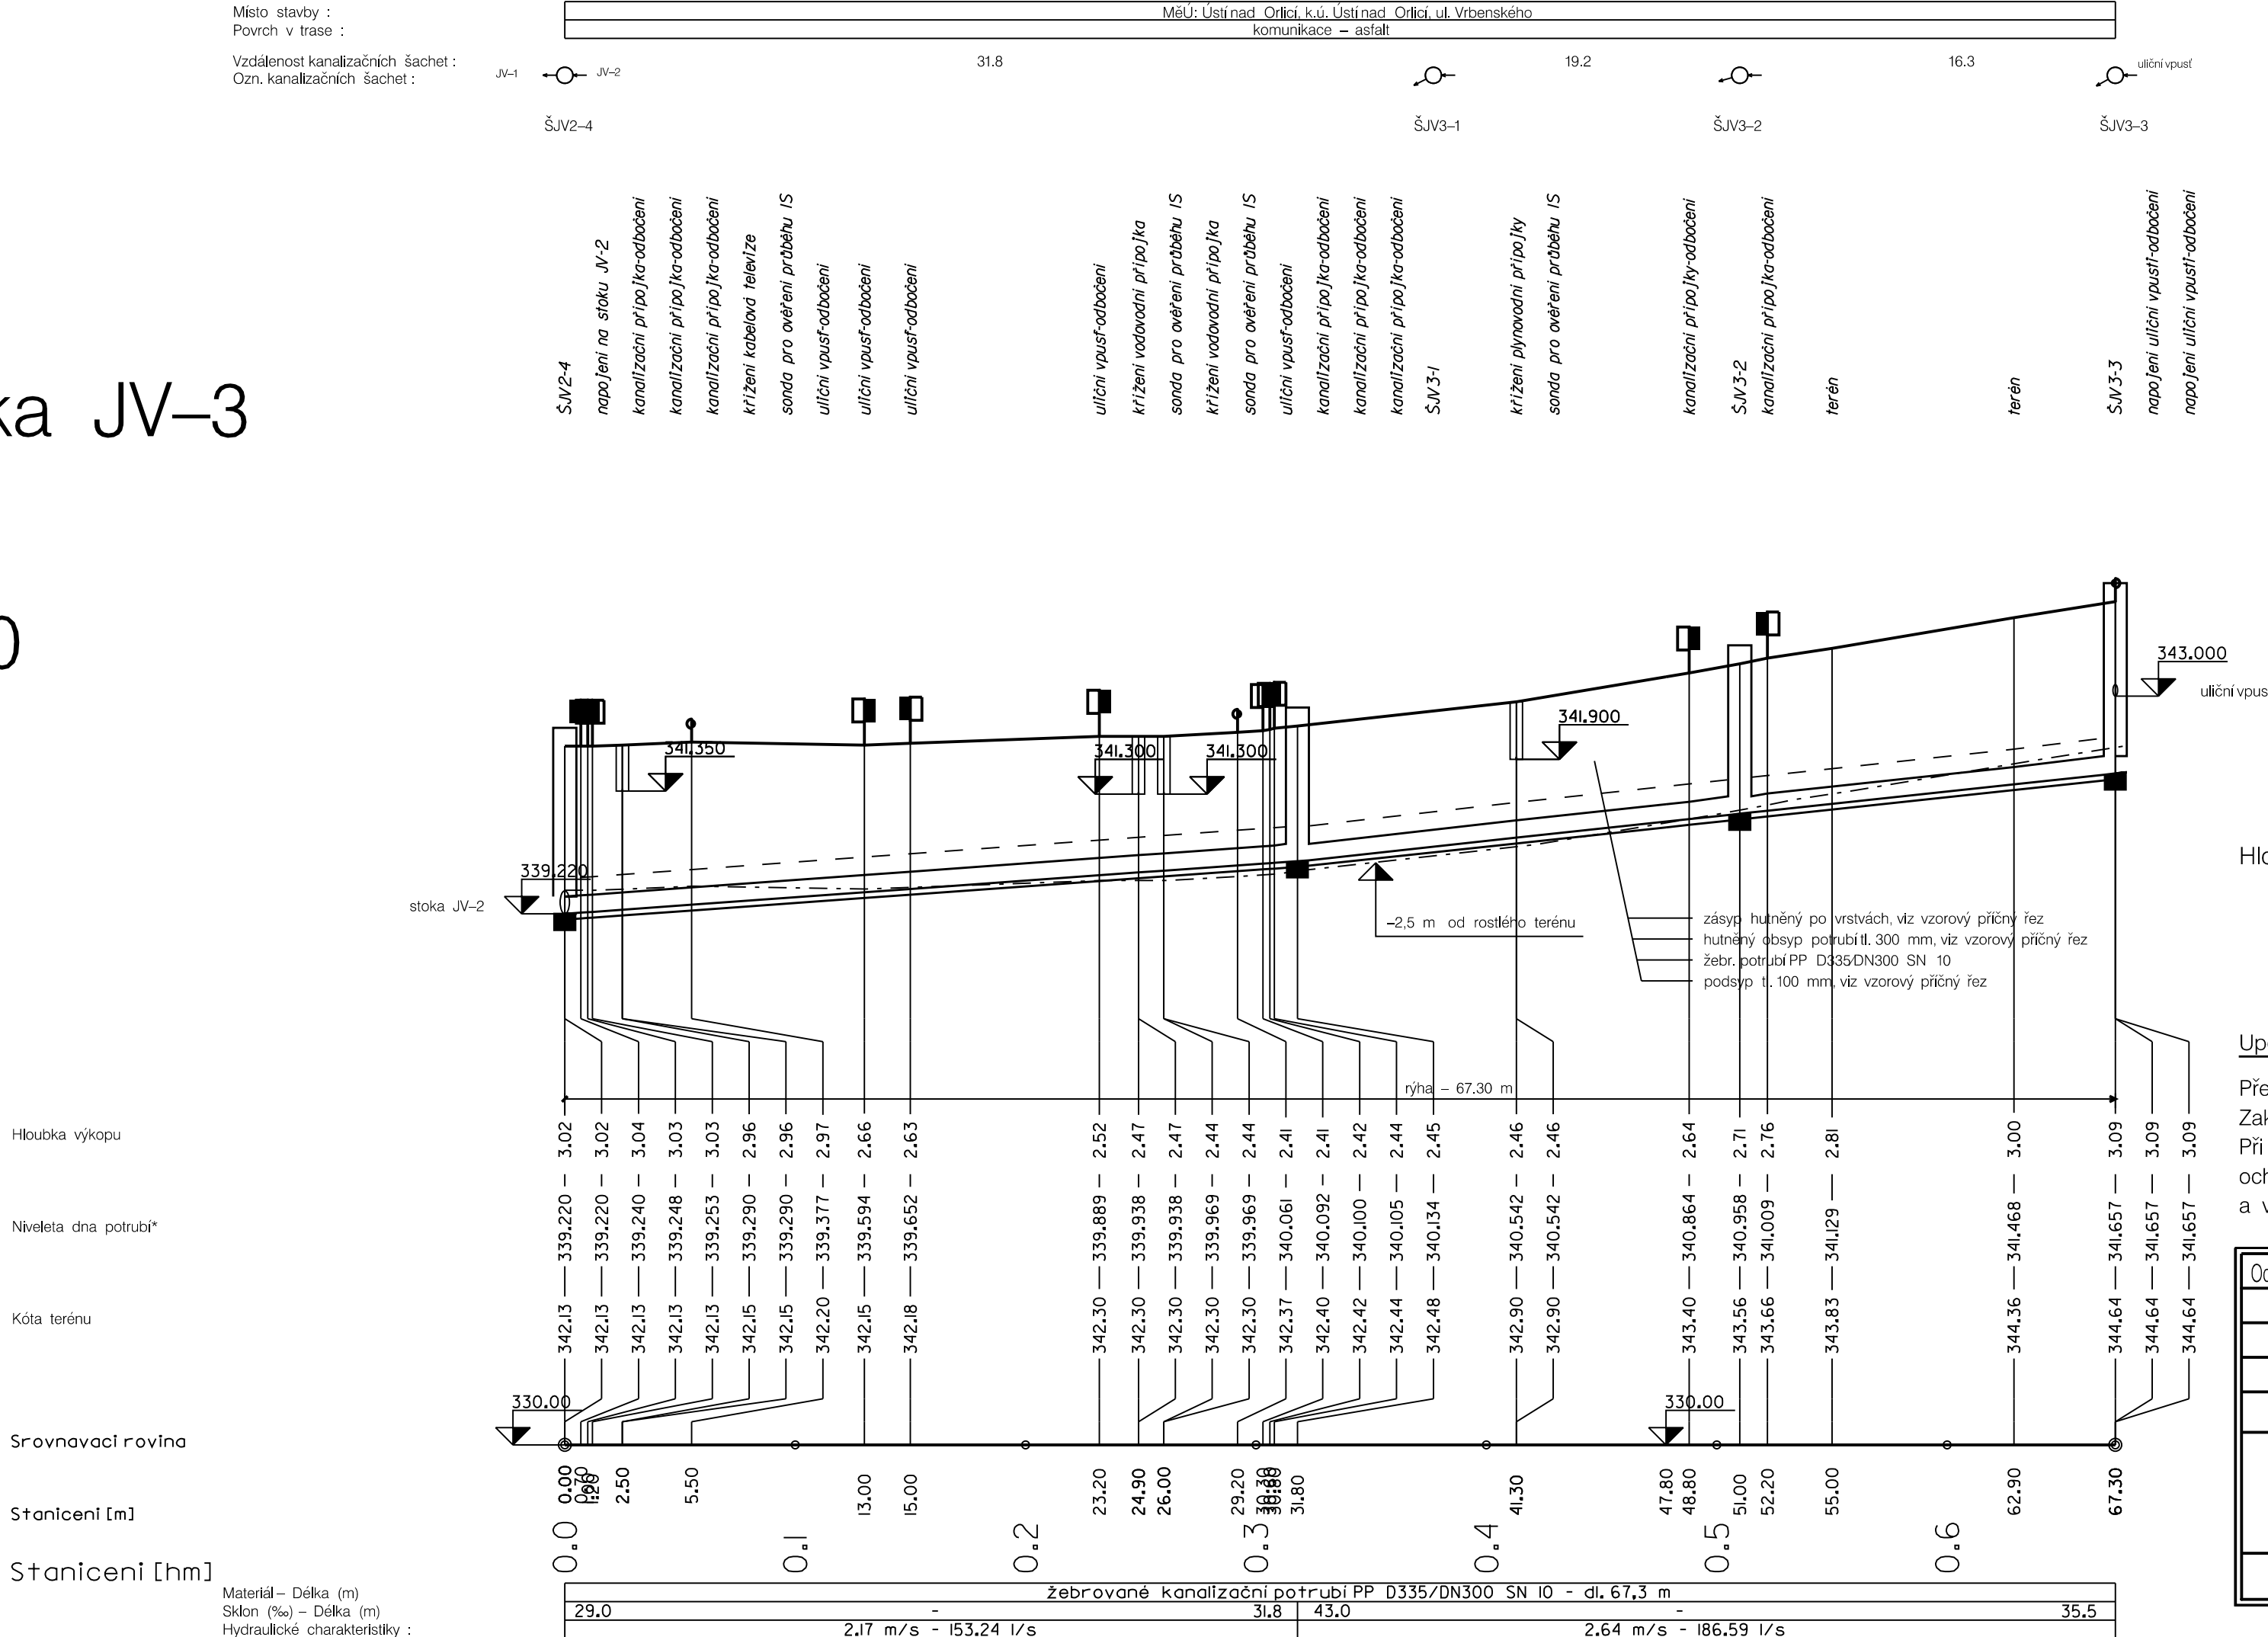 Místo stavby :
MěÚ: Ústí nad Orlicí, k.ú. Ústí nad Orlicí, ul. Vrbenského
Povrch v trase :
komunikace – asfalt
Vzdálenost kanalizačních šachet :
31.8
19.2
16.3
Ozn. kanalizačních šachet :
JV–1
JV–2
uliční vpusť
ŠJV2–4
ŠJV3–1
ŠJV3–2
ŠJV3–3
ŠJV2-4
napojení na stoku JV-2
kanalizační přípojka-odbočení
kanalizační přípojka-odbočení
kanalizační přípojka-odbočení
křížení kabelová televize
sonda pro ověření průběhu IS
uliční vpusť-odbočení
uliční vpusť-odbočení
uliční vpusť-odbočení
uliční vpusť-odbočení
křížení vodovodní přípojka
sonda pro ověření průběhu IS
křížení vodovodní přípojka
sonda pro ověření průběhu IS
uliční vpusť-odbočení
kanalizační přípojka-odbočení
kanalizační přípojka-odbočení
kanalizační přípojka-odbočení
ŠJV3-1
křížení plynovodní přípojky
sonda pro ověření průběhu IS
kanalizační přípojky-odbočení
ŠJV3-2
kanalizační přípojka-odbočení
terén
terén
ŠJV3-3
napojení uliční vpusti-odbočení
napojení uliční vpusti-odbočení
ka JV–3
0
343.000
uliční vpus
341.900
341.350
341.300
341.300
339.220
stoka JV–2
–2,5 m od rostlého terénu
zásyp hutněný po vrstvách, viz vzorový příčný řez
hutněný obsyp potrubí tl. 300 mm, viz vzorový příčný řez
žebr. potrubí PP D335/DN300 SN 10
podsyp tl. 100 mm, viz vzorový příčný řez
Hlo
Up
Pře
Zak
Při
och
a v
rýha – 67.30 m
Hloubka výkopu
3.02 3.02 3.04 3.03 3.03 2.96 2.96 2.97 2.66 2.63 2.52 2.47 2.47 2.44 2.44 2.41 2.41 2.42 2.44 2.45 2.46 2.46 2.64 2.71 2.76 2.81 3.00 3.09 3.09 3.09
Niveleta dna potrubí*
339.220 339.220 339.240 339.248 339.253 339.290 339.290 339.377 339.594 339.652 339.889 339.938 339.938 339.969 339.969 340.061 340.092 340.100 340.105 340.134 340.542 340.542 340.864 340.958 341.009 341.129 341.468 341.657 341.657 341.657
Kóta terénu
342.13 342.13 342.13 342.13 342.13 342.15 342.15 342.20 342.15 342.18 342.30 342.30 342.30 342.30 342.30 342.37 342.40 342.42 342.44 342.48 342.90 342.90 343.40 343.56 343.66 343.83 344.36 344.64 344.64 344.64
330.00
330.00
Srovnavaci rovina
Staniceni [m]
0.00 0.70 1.20 2.50 5.50 13.00 15.00 23.20 24.90 26.00 29.20 30.30 30.80 31.80 41.30 47.80 48.80 51.00 52.20 55.00 62.90 67.30
Staniceni [hm]
0.0 0.1 0.2 0.3 0.4 0.5 0.6
Materiál – Délka (m)
žebrované kanalizační potrubí PP D335/DN300 SN 10 - dl. 67,3 m
Sklon (‰) – Délka (m)
29.0 - 31.8 43.0 - 35.5
Hydraulické charakteristiky :
2.17 m/s - 153.24 l/s
2.64 m/s - 186.59 l/s